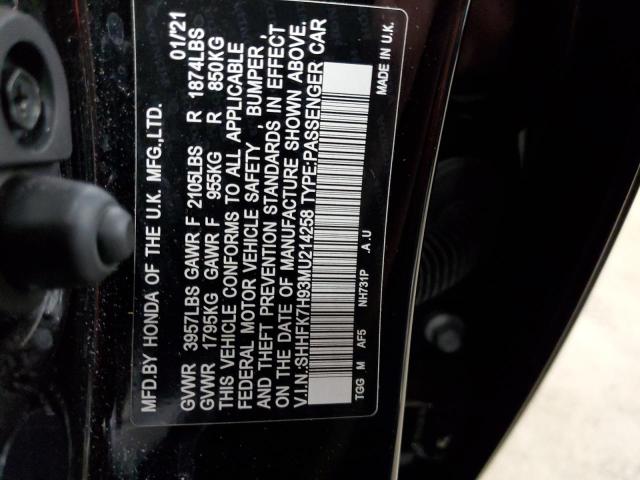 MFD.BY HONDA OF THE U.K. MFG.,LTD. 01/'21
GVWR 3957LBS GAWR F 2105LBS R 1874LBS
GVWR 1795KG GAWR F 955KG R 850KG
THIS VEHICLE CONFORMS TO ALL APPLICABLE
FEDERAL MOTOR VEHICLE SAFETY , BUMPER ,
AND THEFT PREVENTION STANDARDS IN EFFECT
ON THE DATE OF MANUFACTURE SHOWN ABOVE.
V.I.N.:SHHFK7H93MU214258 TYPE:PASSENGER CAR
MADE IN U.K.
TGG M AF5 NH731P A U